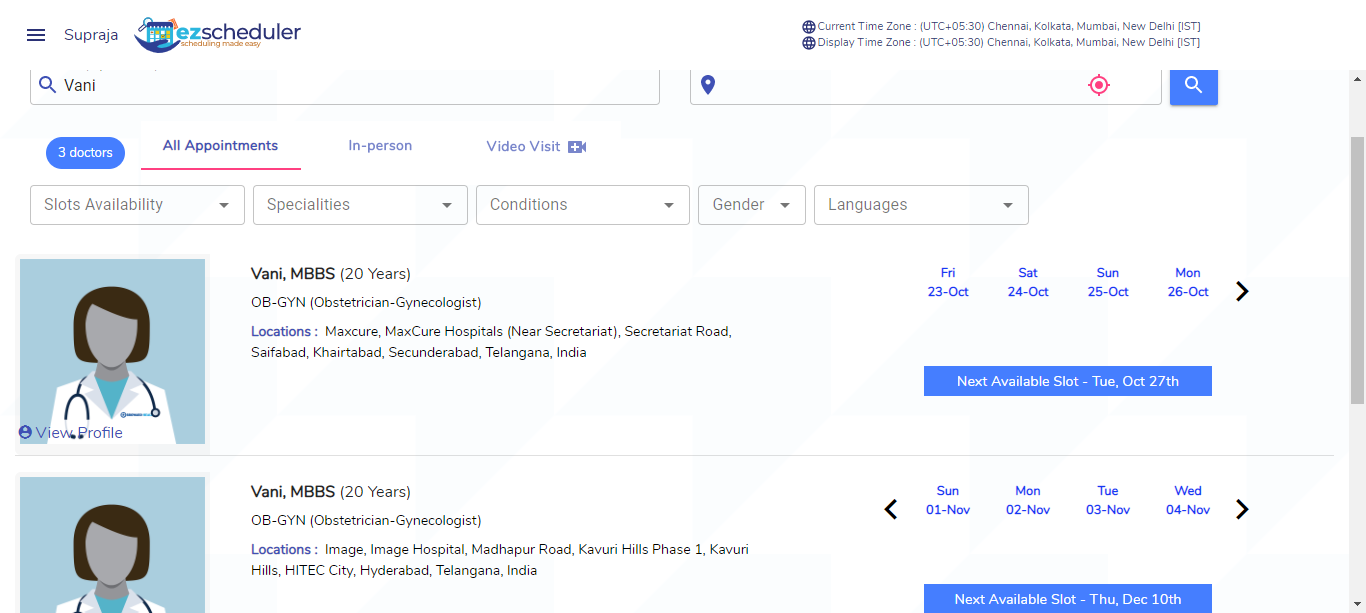 Supraja
ezscheduler
scheduling made easy
Current Time Zone : (UTC+05:30) Chennai, Kolkata, Mumbai, New Delhi [IST]
Display Time Zone : (UTC+05:30) Chennai, Kolkata, Mumbai, New Delhi [IST]
Vani
3 doctors
All Appointments
In-person
Video Visit
Slots Availability
Specialities
Conditions
Gender
Languages
Vani, MBBS (20 Years)
OB-GYN (Obstetrician-Gynecologist)
Locations : Maxcure, MaxCure Hospitals (Near Secretariat), Secretariat Road,
Saifabad, Khairtabad, Secunderabad, Telangana, India
View Profile
Fri Sat Sun Mon
23-Oct 24-Oct 25-Oct 26-Oct
Next Available Slot - Tue, Oct 27th
Vani, MBBS (20 Years)
OB-GYN (Obstetrician-Gynecologist)
Locations : Image, Image Hospital, Madhapur Road, Kavuri Hills Phase 1, Kavuri
Hills, HITEC City, Hyderabad, Telangana, India
Sun Mon Tue Wed
01-Nov 02-Nov 03-Nov 04-Nov
Next Available Slot - Thu, Dec 10th